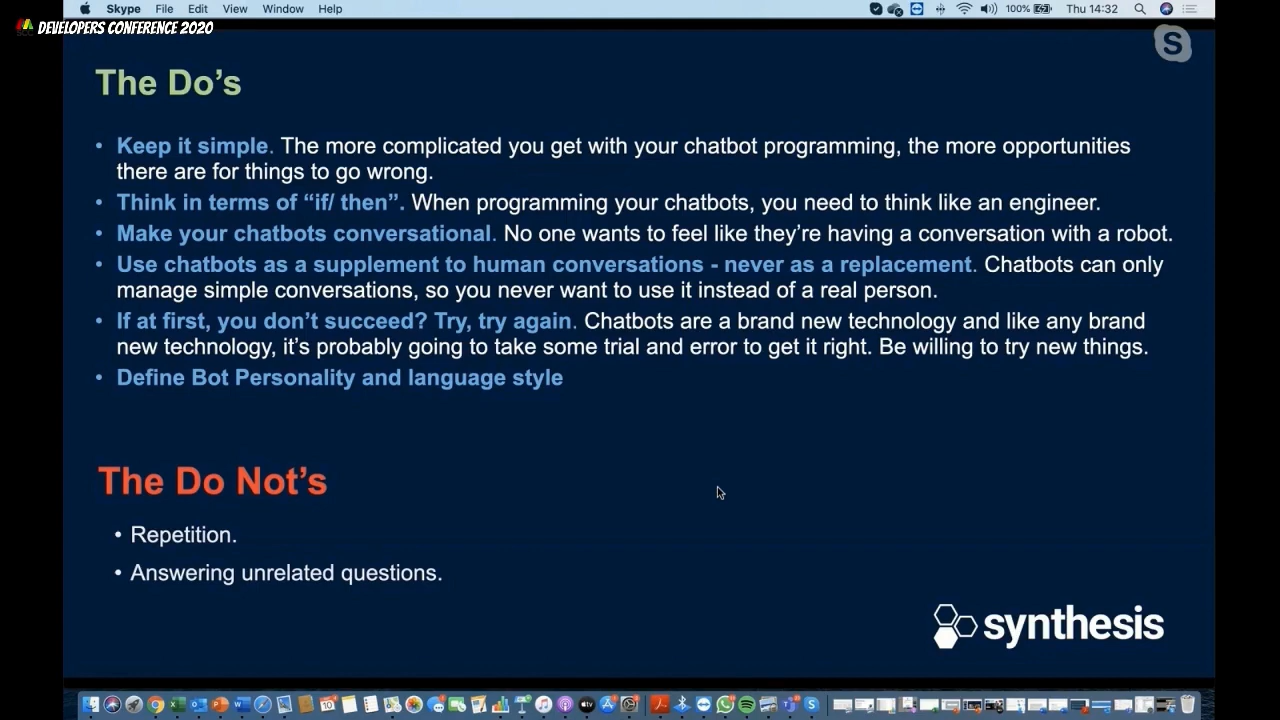 Skype File Edit View Window Help 100% Thu 14:32
DEVELOPERS CONFERENCE 2020
S
The Do’s
• Keep it simple. The more complicated you get with your chatbot programming, the more opportunities
there are for things to go wrong.
• Think in terms of “if/ then”. When programming your chatbots, you need to think like an engineer.
• Make your chatbots conversational. No one wants to feel like they’re having a conversation with a robot.
• Use chatbots as a supplement to human conversations - never as a replacement. Chatbots can only
manage simple conversations, so you never want to use it instead of a real person.
• If at first, you don’t succeed? Try, try again. Chatbots are a brand new technology and like any brand
new technology, it’s probably going to take some trial and error to get it right. Be willing to try new things.
• Define Bot Personality and language style
The Do Not’s
• Repetition.
• Answering unrelated questions.
synthesis